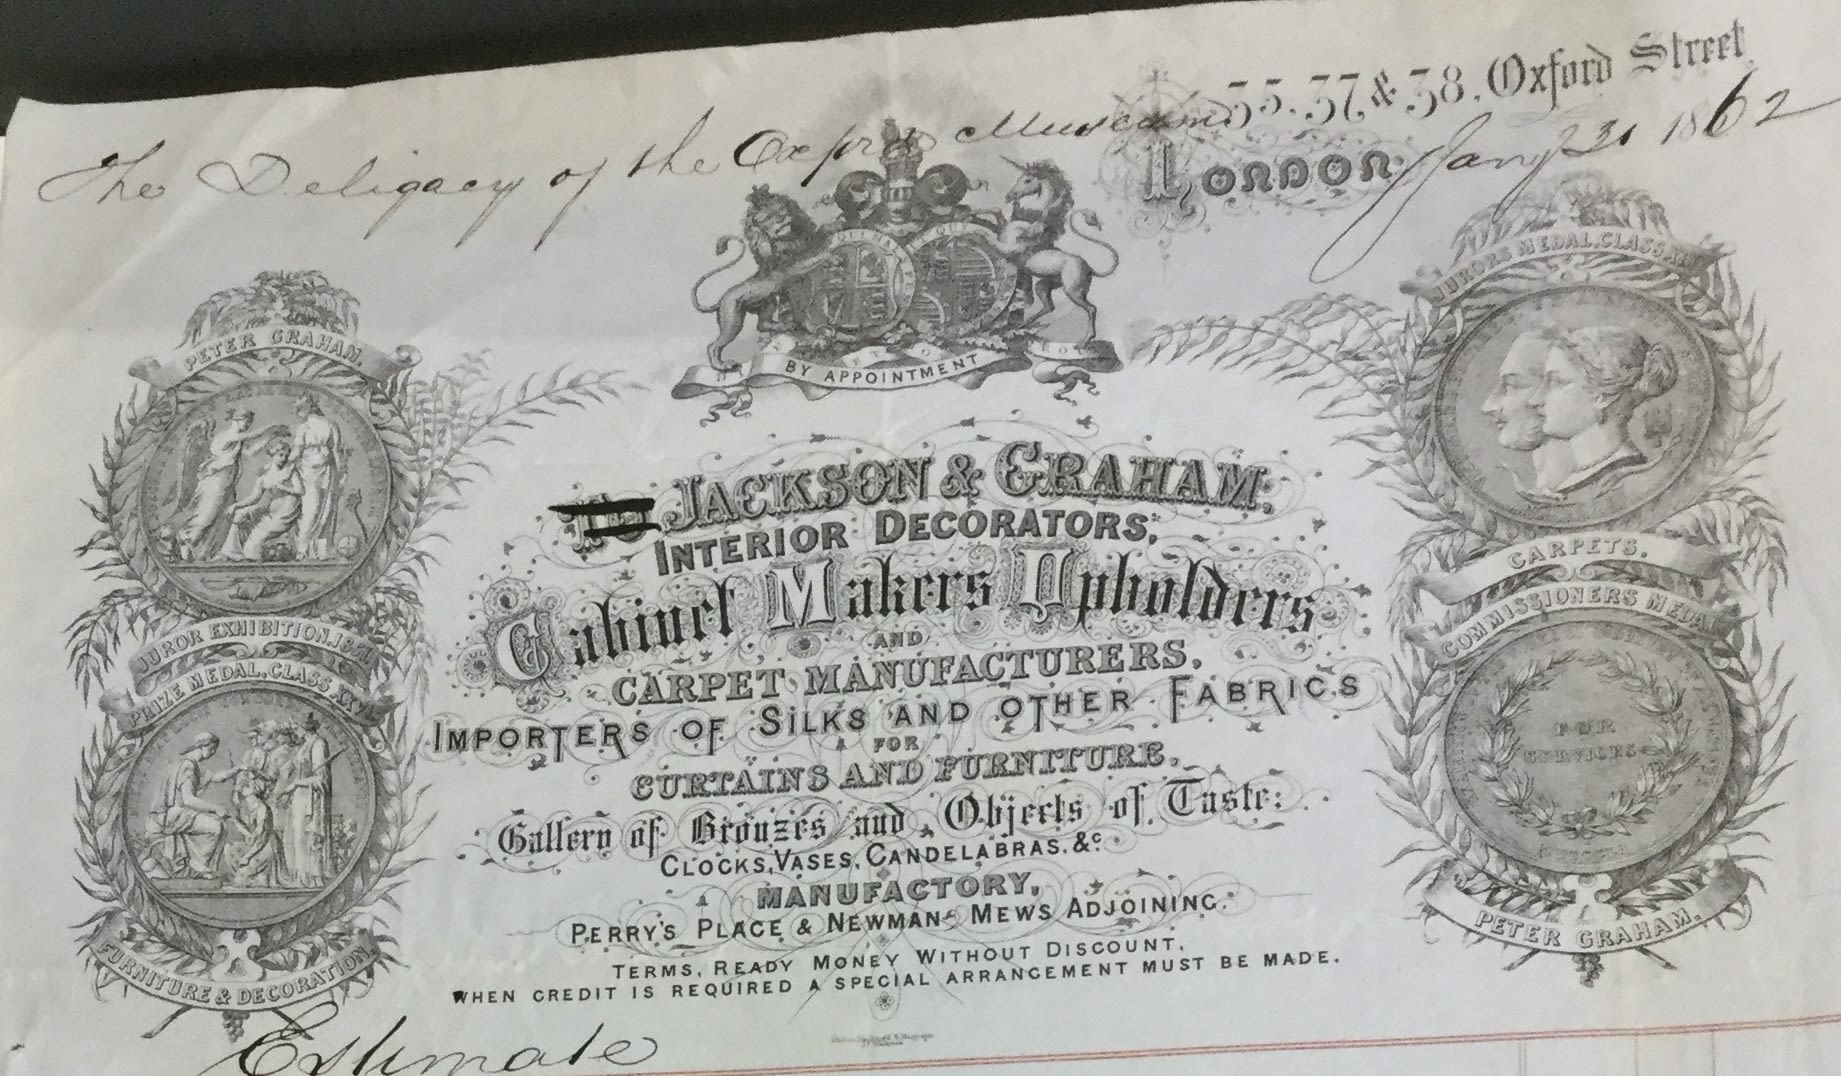 35.37 & 38. Oxford Street
The Deligacy of the Oxford Museum
London Jany 31 1862
BY APPOINTMENT
PETER GRAHAM.
JUROR EXHIBITION.1851
PRIZE MEDAL.CLASS.XXVI
FURNITURE & DECORATION.
To JACKSON & GRAHAM,
INTERIOR DECORATORS,
Cabinet Makers Upholders
AND
CARPET MANUFACTURERS,
IMPORTERS OF SILKS AND OTHER FABRICS
FOR
CURTAINS AND FURNITURE.
Gallery of Bronzes and Objects of Taste:
CLOCKS, VASES, CANDELABRAS, &c.
MANUFACTORY,
PERRY'S PLACE & NEWMAN MEWS ADJOINING.
TERMS, READY MONEY WITHOUT DISCOUNT,
WHEN CREDIT IS REQUIRED A SPECIAL ARRANGEMENT MUST BE MADE.
JURORS MEDAL.CLASS
CARPETS.
COMMISSIONERS MEDAL
FOR
SERVICES
PETER GRAHAM.
Estimate